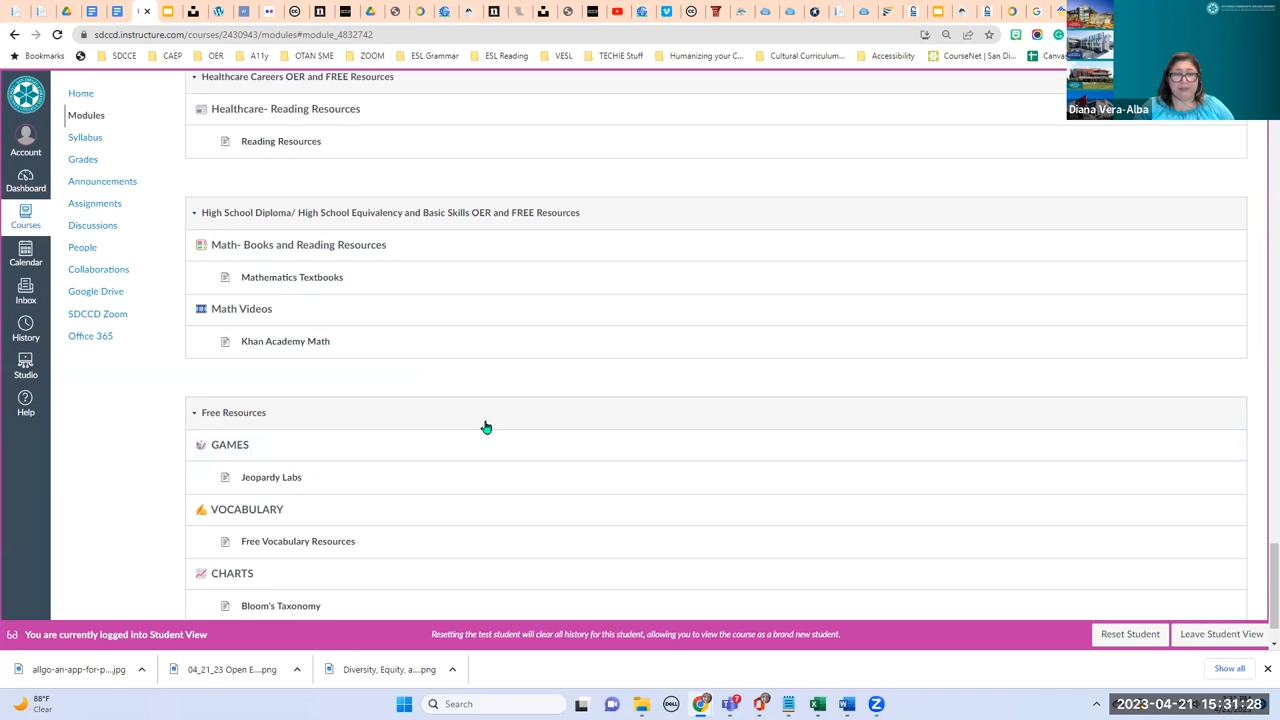 sdccd.instructure.com/courses/2430943/modules#module_48327
Bookmarks
SDCCE
CAEP
OER
A11y
OTAN SME
ESL Grammar
ESL Reading
VESL
TECHIE Stuff
Humanizing your C...
Cultural Curriculum...
Accessibility
CourseNet (San Di...
Diana Vera-Alba
Account
Dashboard
Courses
Calendar
Inbox
History
Studio
Help
Home
Modules
Syllabus
Grades
Announcements
Assignments
Discussions
People
Collaborations
Google Drive
SDCCD Zoom
Office 365
Healthcare Careers OER and FREE Resources
Healthcare- Reading Resources
Reading Resources
High School Diploma/ High School Equivalency and Basic Skills OER and FREE Resources
Math- Books and Reading Resources
Mathematics Textbooks
Math Videos
Khan Academy Math
Free Resources
GAMES
Jeopardy Labs
VOCABULARY
Free Vocabulary Resources
CHARTS
Bloom's Taxonomy
You are currently logged into Student View
Resetting the test student will clear all history for this student, allowing you to view the course as a brand new student.
Reset Student
Leave Student View
allgo-an-app-for-p....jpg
04_21_23 Open E....png
Diversity, Equity, a....png
Show all
88°F
Clear
Search
2023-04-21 15:31:28